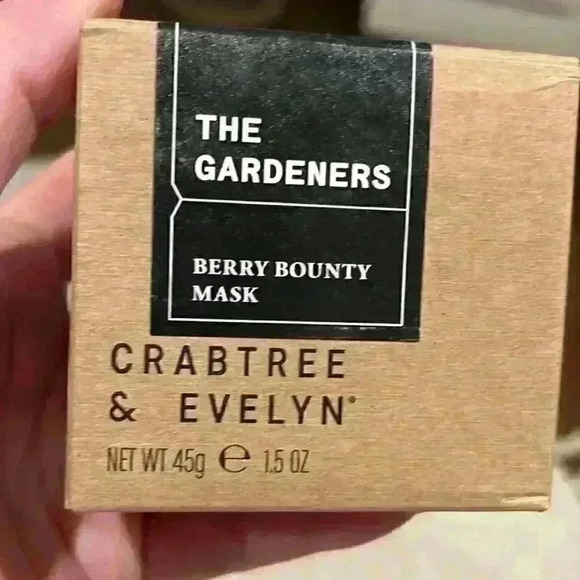 THE
GARDENERS
BERRY BOUNTY
MASK
CRABTREE
& EVELYN®
NET WT 45g ℮ 1.5 OZ